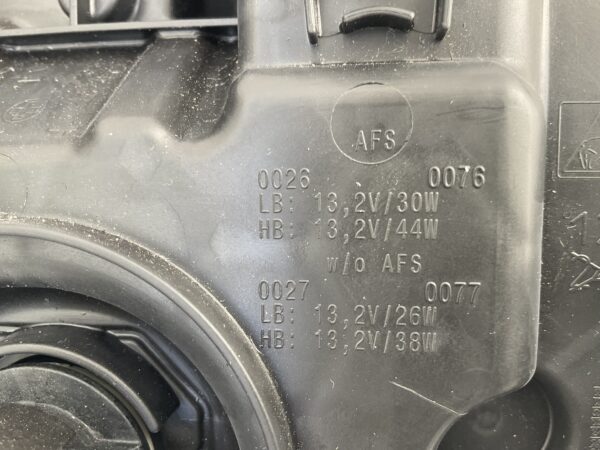 AFS
0026 0076
LB: 13,2V/30W
HB: 13,2V/44W
w/o AFS
0027 0077
LB: 13,2V/26W
HB: 13,2V/38W